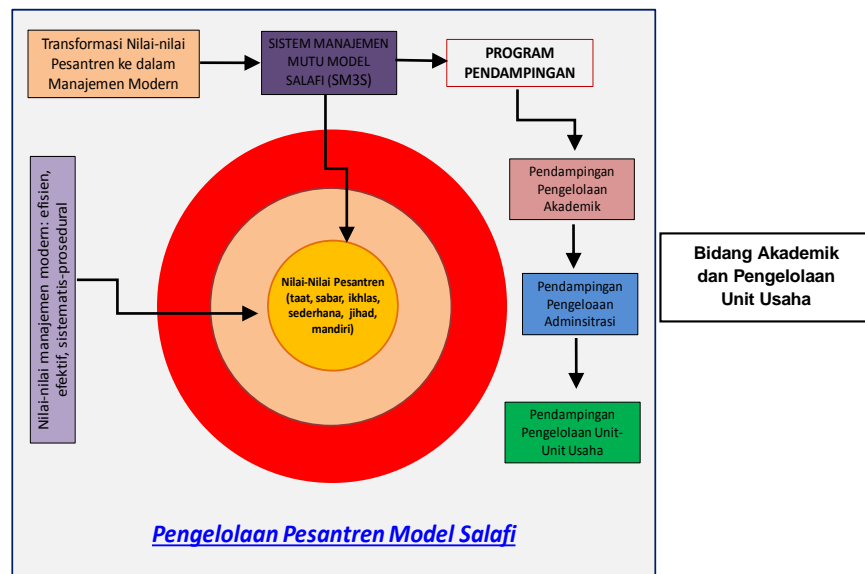 Transformasi Nilai-nilai
Pesantren ke dalam
Manajemen Modern
SISTEM MANAJEMEN
MUTU MODEL
SALAFI (SM3S)
PROGRAM
PENDAMPINGAN
Nilai-nilai manajemen modern: efisien,
efektif, sistematis-prosedural
Nilai-Nilai Pesantren
(taat, sabar, ikhlas,
sederhana, jihad,
mandiri)
Pendampingan
Pengelolaan
Akademik
Pendampingan
Pengeloaan
Adminsitrasi
Pendampingan
Pengelolaan Unit-
Unit Usaha
Bidang Akademik
dan Pengelolaan
Unit Usaha
Pengelolaan Pesantren Model Salafi